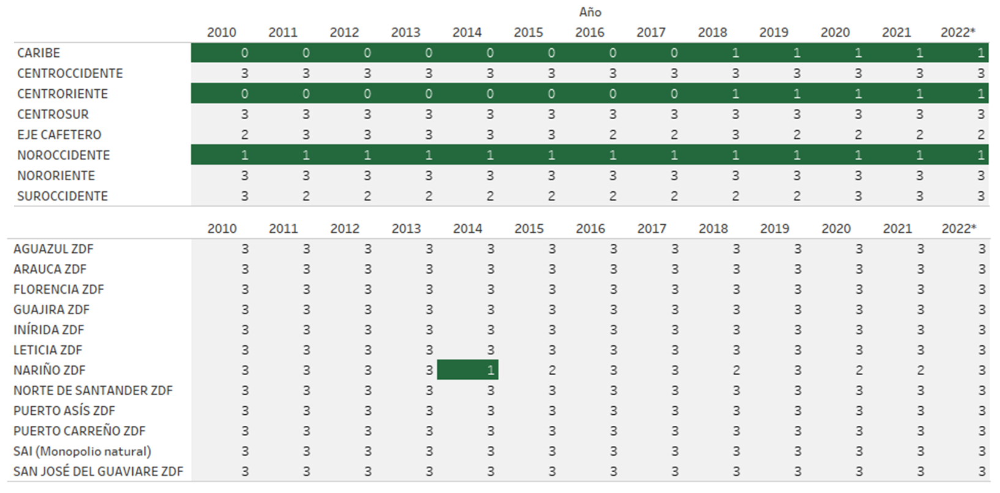 Año
2010 2011 2012 2013 2014 2015 2016 2017 2018 2019 2020 2021 2022*
CARIBE 0 0 0 0 0 0 0 0 1 1 1 1 1
CENTROCCIDENTE 3 3 3 3 3 3 3 3 3 3 3 3 3
CENTRORIENTE 0 0 0 0 0 0 0 0 1 1 1 1 1
CENTROSUR 3 3 3 3 3 3 3 3 3 3 3 3 3
EJE CAFETERO 2 3 3 3 3 3 2 2 3 2 2 2 2
NOROCCIDENTE 1 1 1 1 1 1 1 1 1 1 1 1 1
NORORIENTE 3 3 3 3 3 3 3 3 3 3 3 3 3
SUROCCIDENTE 3 2 2 2 2 2 2 2 2 2 3 3 3
2010 2011 2012 2013 2014 2015 2016 2017 2018 2019 2020 2021 2022*
AGUAZUL ZDF 3 3 3 3 3 3 3 3 3 3 3 3 3
ARAUCA ZDF 3 3 3 3 3 3 3 3 3 3 3 3 3
FLORENCIA ZDF 3 3 3 3 3 3 3 3 3 3 3 3 3
GUAJIRA ZDF 3 3 3 3 3 3 3 3 3 3 3 3 3
INÍRIDA ZDF 3 3 3 3 3 3 3 3 3 3 3 3 3
LETICIA ZDF 3 3 3 3 3 3 3 3 3 3 3 3 3
NARIÑO ZDF 3 3 3 3 1 2 3 3 2 3 2 2 3
NORTE DE SANTANDER ZDF 3 3 3 3 3 3 3 3 3 3 3 3 3
PUERTO ASÍS ZDF 3 3 3 3 3 3 3 3 3 3 3 3 3
PUERTO CARREÑO ZDF 3 3 3 3 3 3 3 3 3 3 3 3 3
SAI (Monopolio natural) 3 3 3 3 3 3 3 3 3 3 3 3 3
SAN JOSÉ DEL GUAVIARE ZDF 3 3 3 3 3 3 3 3 3 3 3 3 3